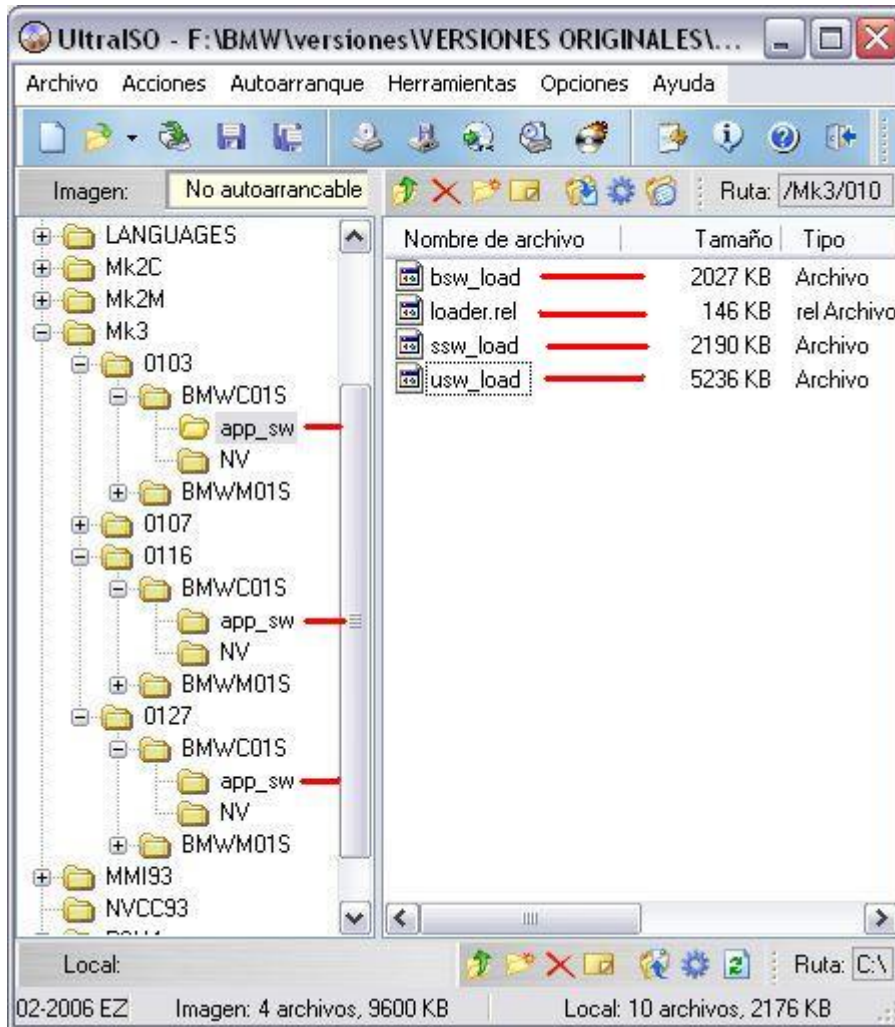 UltraISO - F:\BMW\versiones\VERSIONES ORIGINALES\...
Archivo Acciones Autoarranque Herramientas Opciones Ayuda
Imagen: No autoarrancable Ruta: /Mk3/010
LANGUAGES
Mk2C
Mk2M
Mk3
0103
BMWC01S
app_sw
NV
BMWM01S
0107
0116
BMWC01S
app_sw
NV
BMWM01S
0127
BMWC01S
app_sw
NV
BMWM01S
MMI93
NVCC93
Nombre de archivo Tamaño Tipo
bsw_load 2027 KB Archivo
loader.rel 146 KB rel Archivo
ssw_load 2190 KB Archivo
usw_load 5236 KB Archivo
Local: Ruta: C:\
02-2006 EZ Imagen: 4 archivos, 9600 KB Local: 10 archivos, 2176 KB